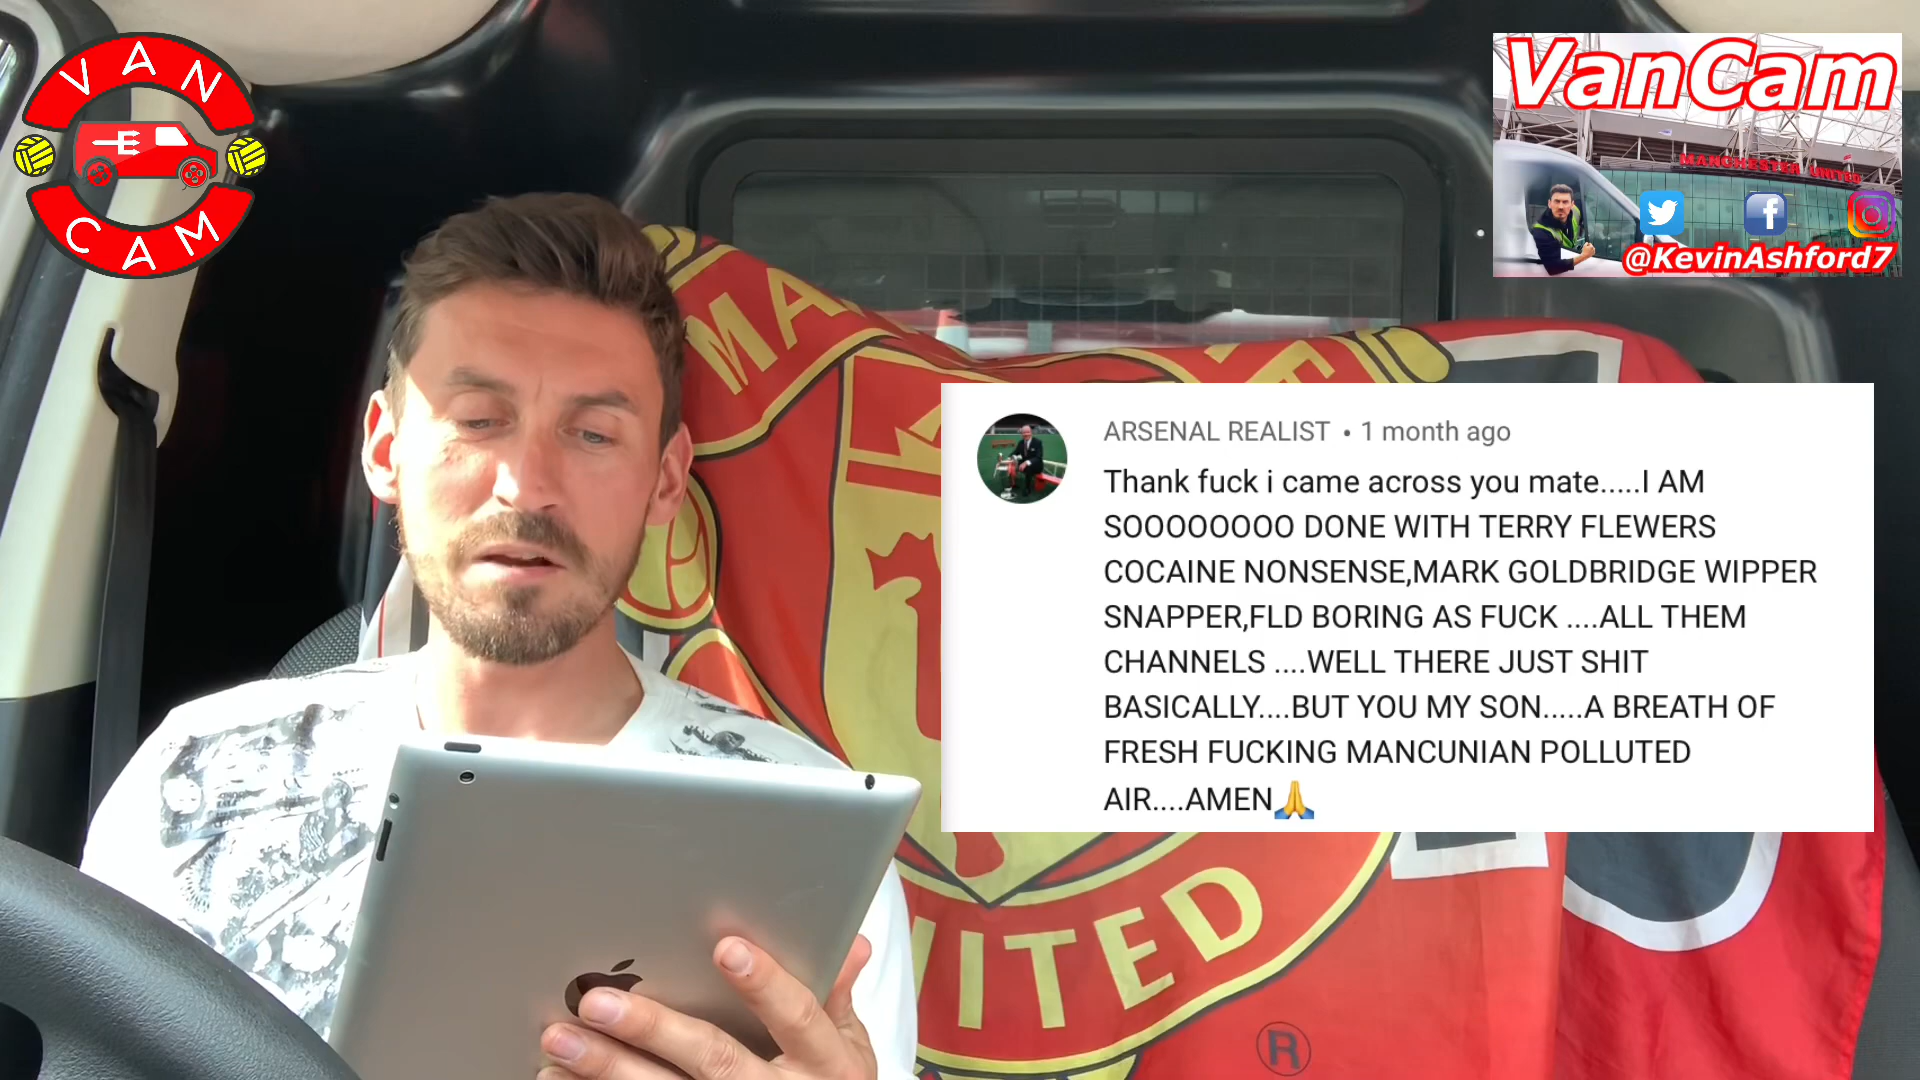 VAN
CAM
VanCam
MANCHESTER UNITED
@KevinAshford7
MA
ITED
®
ARSENAL REALIST • 1 month ago
Thank fuck i came across you mate.....I AM
SOOOOOOOO DONE WITH TERRY FLEWERS
COCAINE NONSENSE,MARK GOLDBRIDGE WIPPER
SNAPPER,FLD BORING AS FUCK ....ALL THEM
CHANNELS ....WELL THERE JUST SHIT
BASICALLY....BUT YOU MY SON.....A BREATH OF
FRESH FUCKING MANCUNIAN POLLUTED
AIR....AMEN🙏